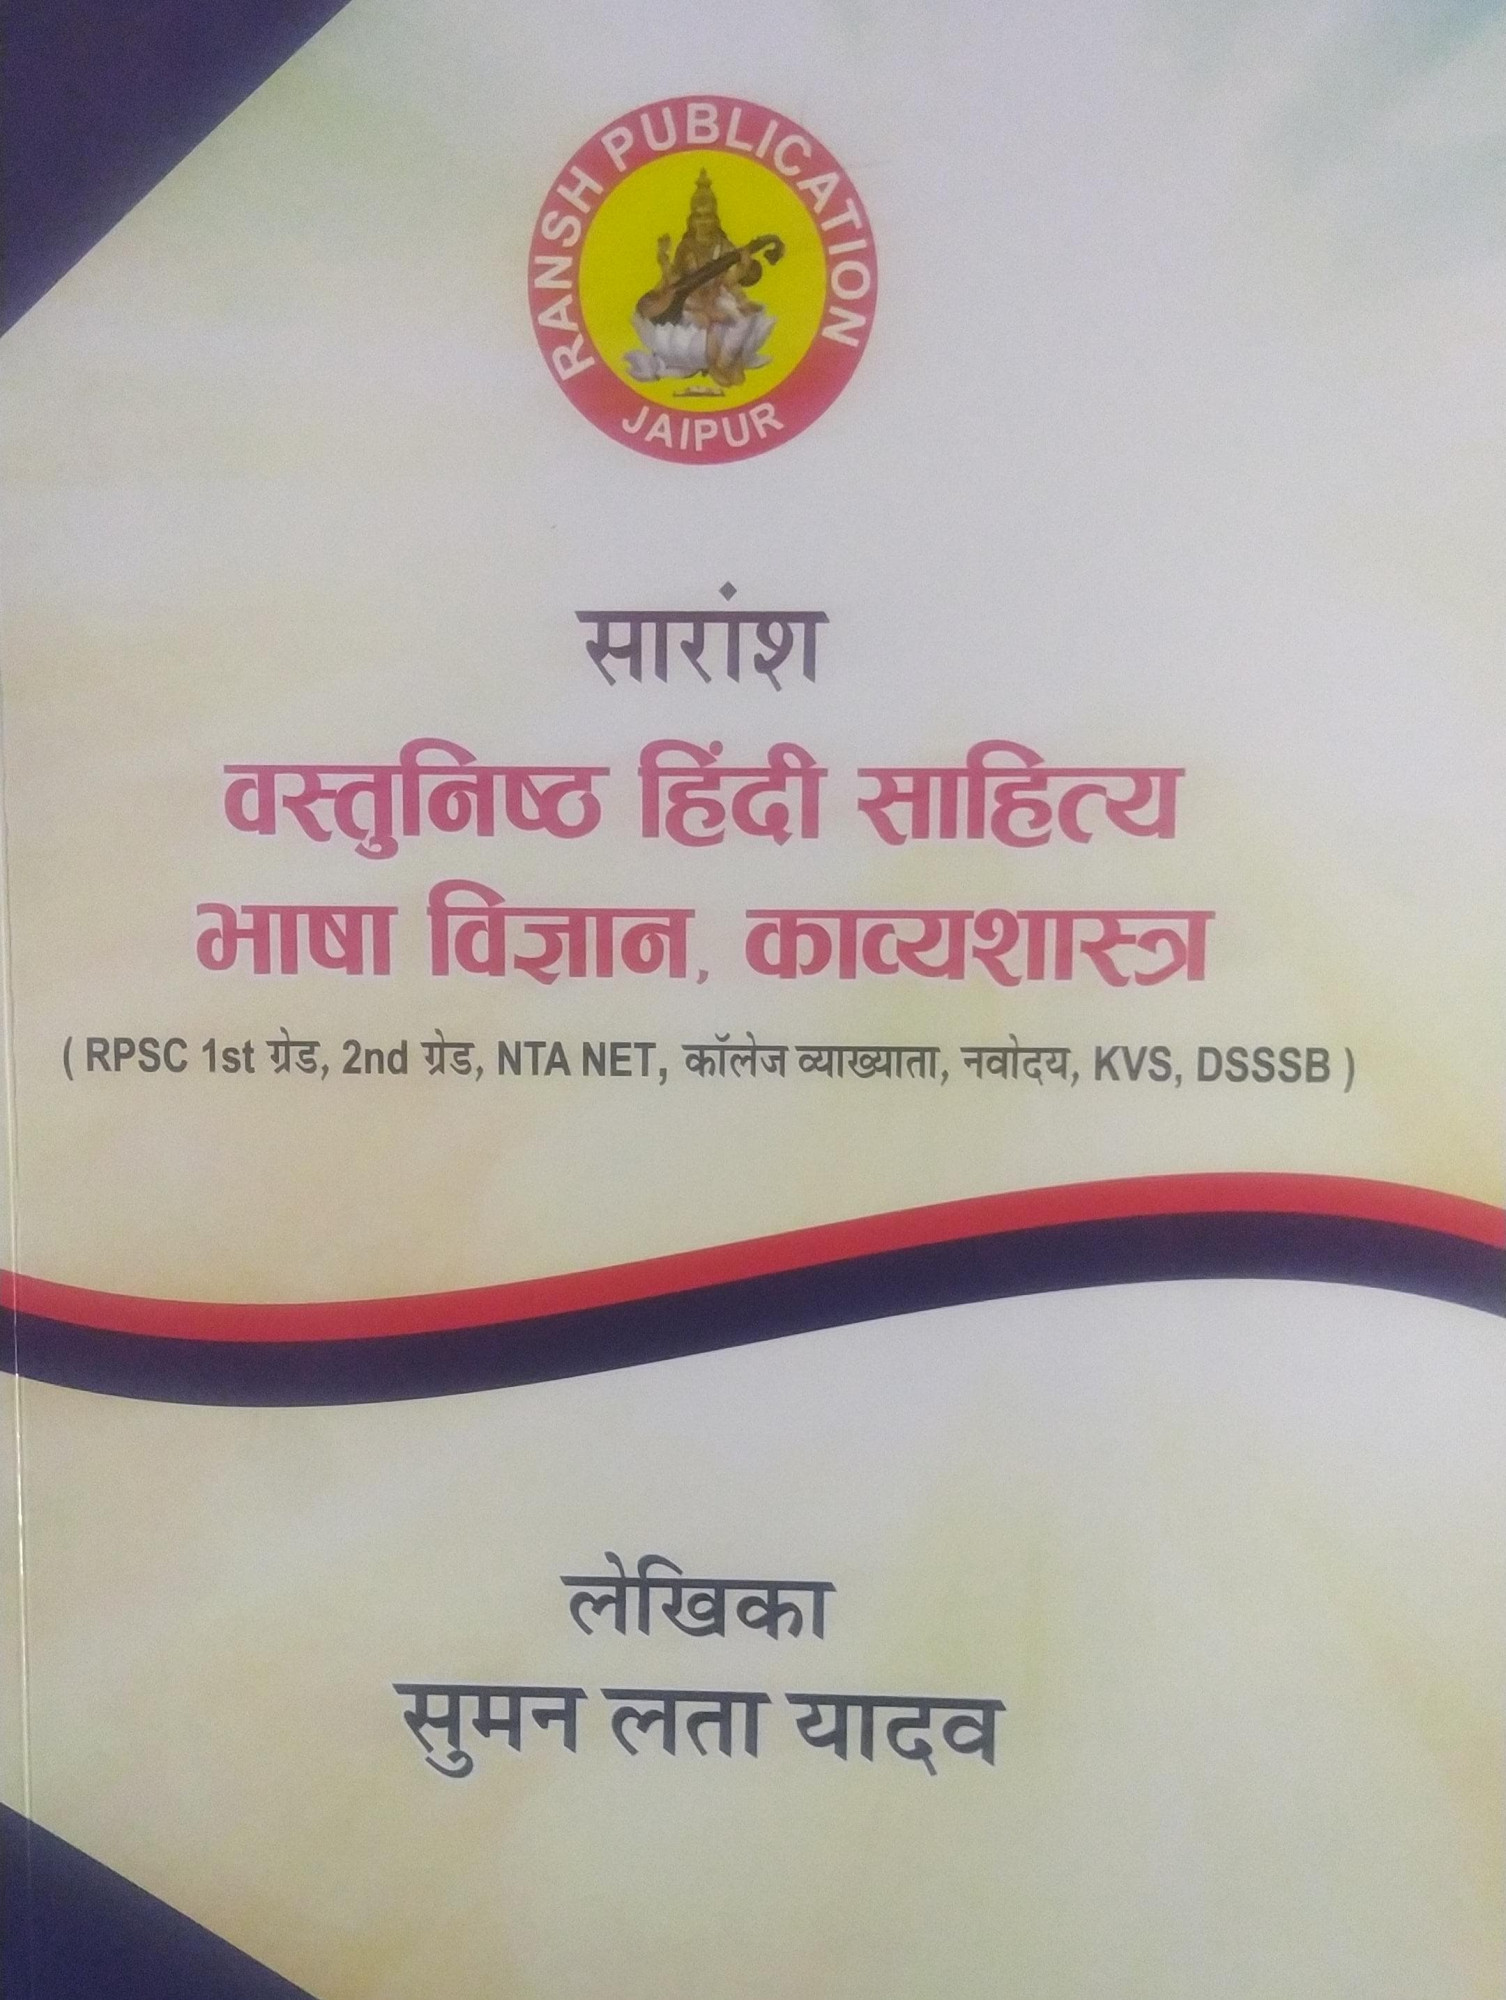 RANSH PUBLICATION
JAIPUR
सारांश
वस्तुनिष्ठ हिंदी साहित्य
भाषा विज्ञान, काव्यशास्त्र
( RPSC 1st ग्रेड, 2nd ग्रेड, NTA NET, कॉलेज व्याख्याता, नवोदय, KVS, DSSSB )
लेखिका
सुमन लता यादव